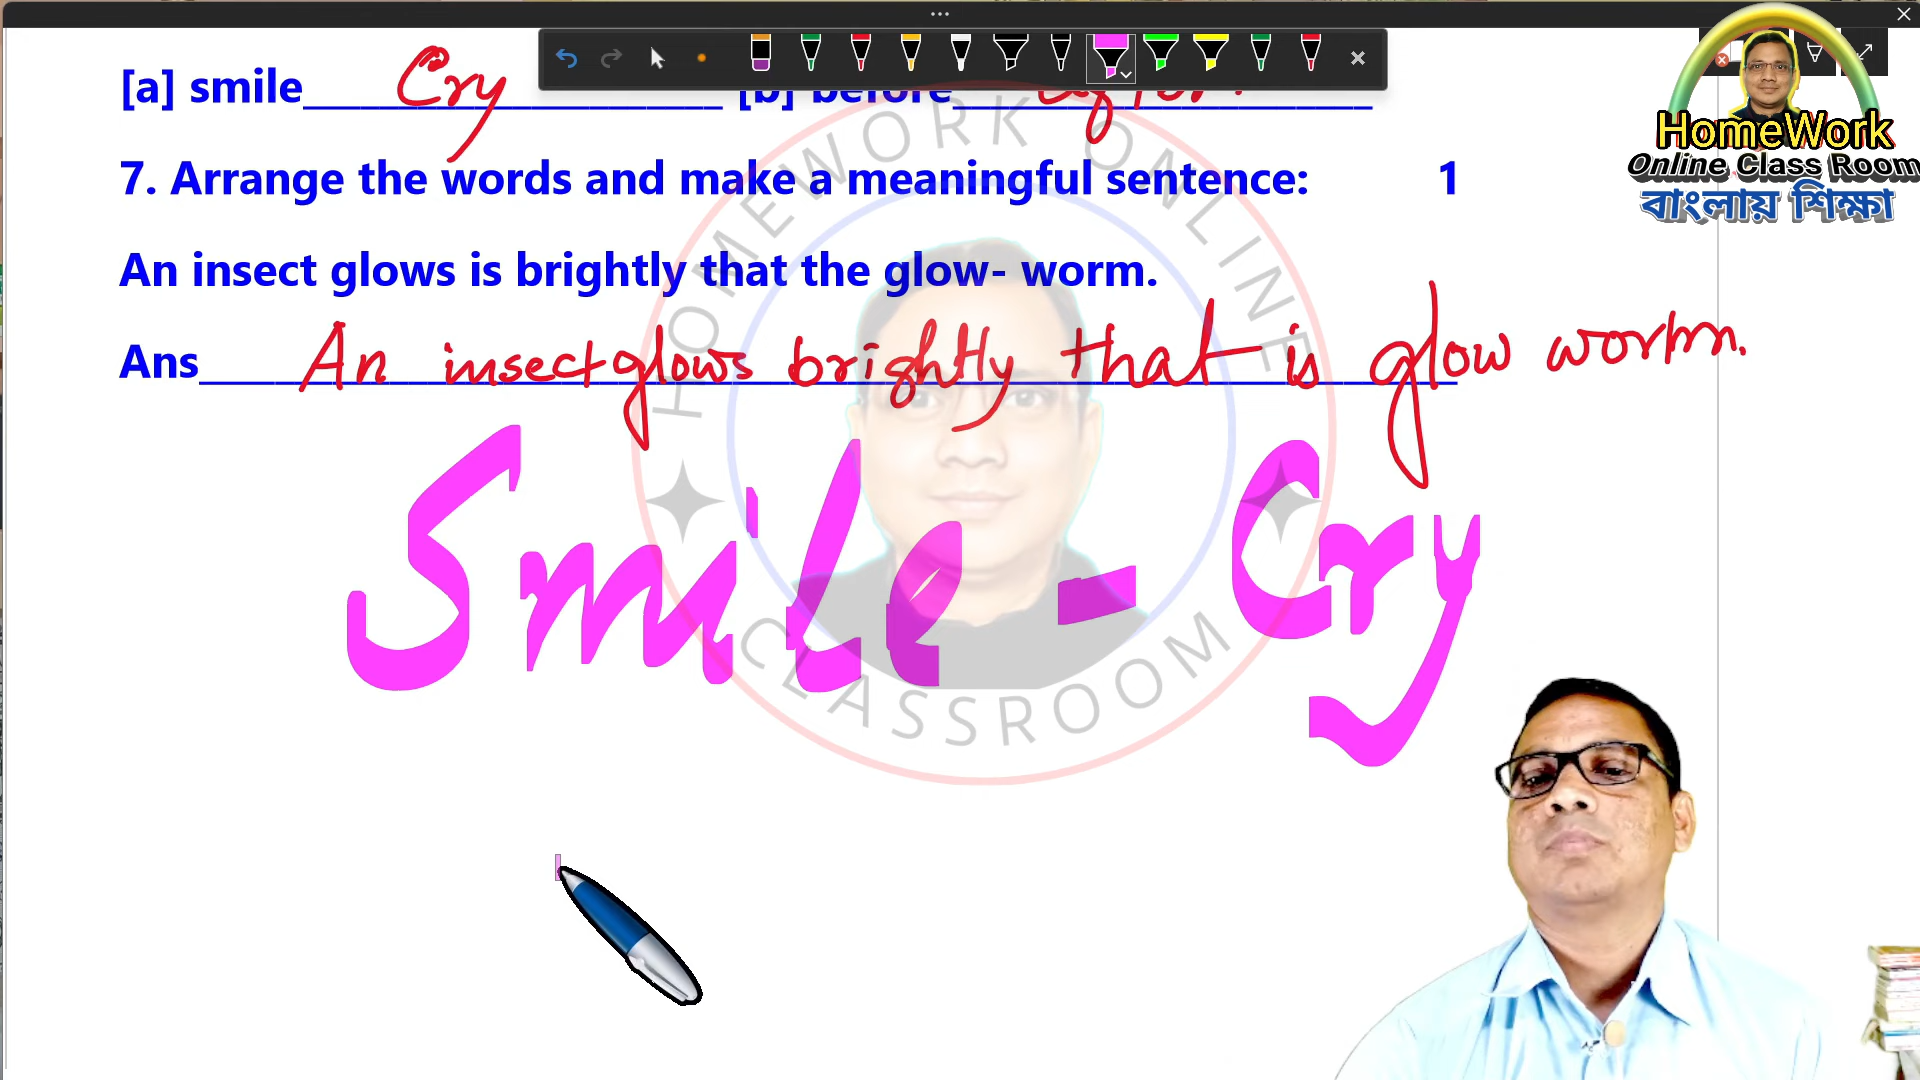 [a] smile Cry [b] before after
7. Arrange the words and make a meaningful sentence: 1
An insect glows is brightly that the glow- worm.
Ans An insect glows brightly that is glow worm.
Smile - Cry
HomeWork
Online Class Room
বাংলায় শিক্ষা
HOMEWORK ONLINE
CLASSROOM